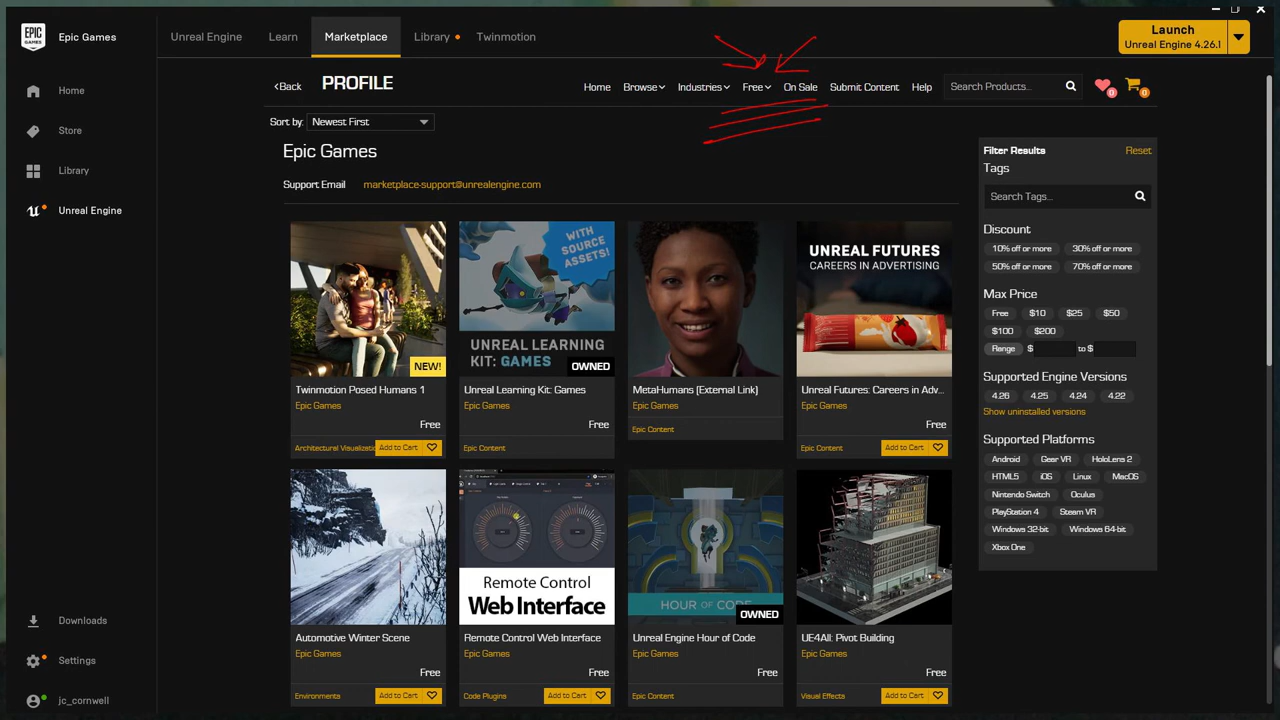 EPIC GAMES
Epic Games
Unreal Engine
Learn
Marketplace
Library
Twinmotion
Launch
Unreal Engine 4.26.1
Home
Store
Library
Unreal Engine
Downloads
Settings
jc_cornwell
Back
PROFILE
Home
Browse
Industries
Free
On Sale
Submit Content
Help
Search Products...
0
0
Sort by:
Newest First
Epic Games
Support Email
marketplace-support@unrealengine.com
NEW!
Twinmotion Posed Humans 1
Epic Games
Free
Architectural Visualizati
Add to Cart
WITH
SOURCE
ASSETS!
UNREAL LEARNING
KIT: GAMES
OWNED
Unreal Learning Kit: Games
Epic Games
Free
Epic Content
MetaHumans (External Link)
Epic Games
Epic Content
UNREAL FUTURES
CAREERS IN ADVERTISING
Unreal Futures: Careers in Adv...
Epic Games
Free
Epic Content
Add to Cart
Automotive Winter Scene
Epic Games
Free
Environments
Add to Cart
Remote Control
Web Interface
Remote Control Web Interface
Epic Games
Free
Code Plugins
Add to Cart
HOUR OF CODE
OWNED
Unreal Engine Hour of Code
Epic Games
Free
Epic Content
UE4All: Pivot Building
Epic Games
Free
Visual Effects
Add to Cart
Filter Results
Reset
Tags
Search Tags...
Discount
10% off or more
30% off or more
50% off or more
70% off or more
Max Price
Free
$10
$25
$50
$100
$200
Range
$
to $
Supported Engine Versions
4.26
4.25
4.24
4.22
Show uninstalled versions
Supported Platforms
Android
Gear VR
HoloLens 2
HTML5
iOS
Linux
MacOS
Nintendo Switch
Oculus
PlayStation 4
Steam VR
Windows 32-bit
Windows 64-bit
Xbox One